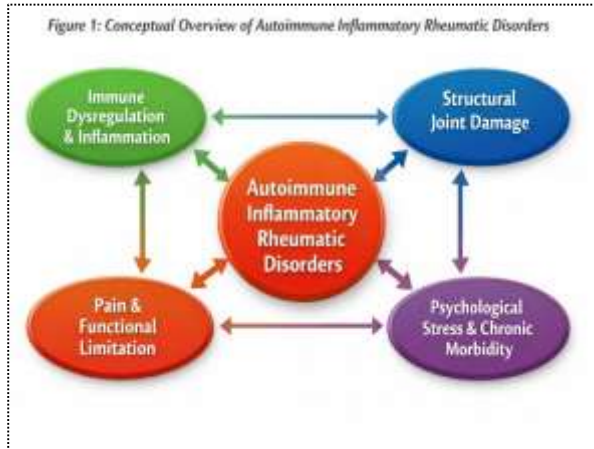 Figure 1: Conceptual Overview of Autoimmune Inflammatory Rheumatic Disorders
Immune
Dysregulation
& Inflammation
Structural
Joint Damage
Autoimmune
Inflammatory
Rheumatic
Disorders
Pain &
Functional
Limitation
Psychological
Stress & Chronic
Morbidity